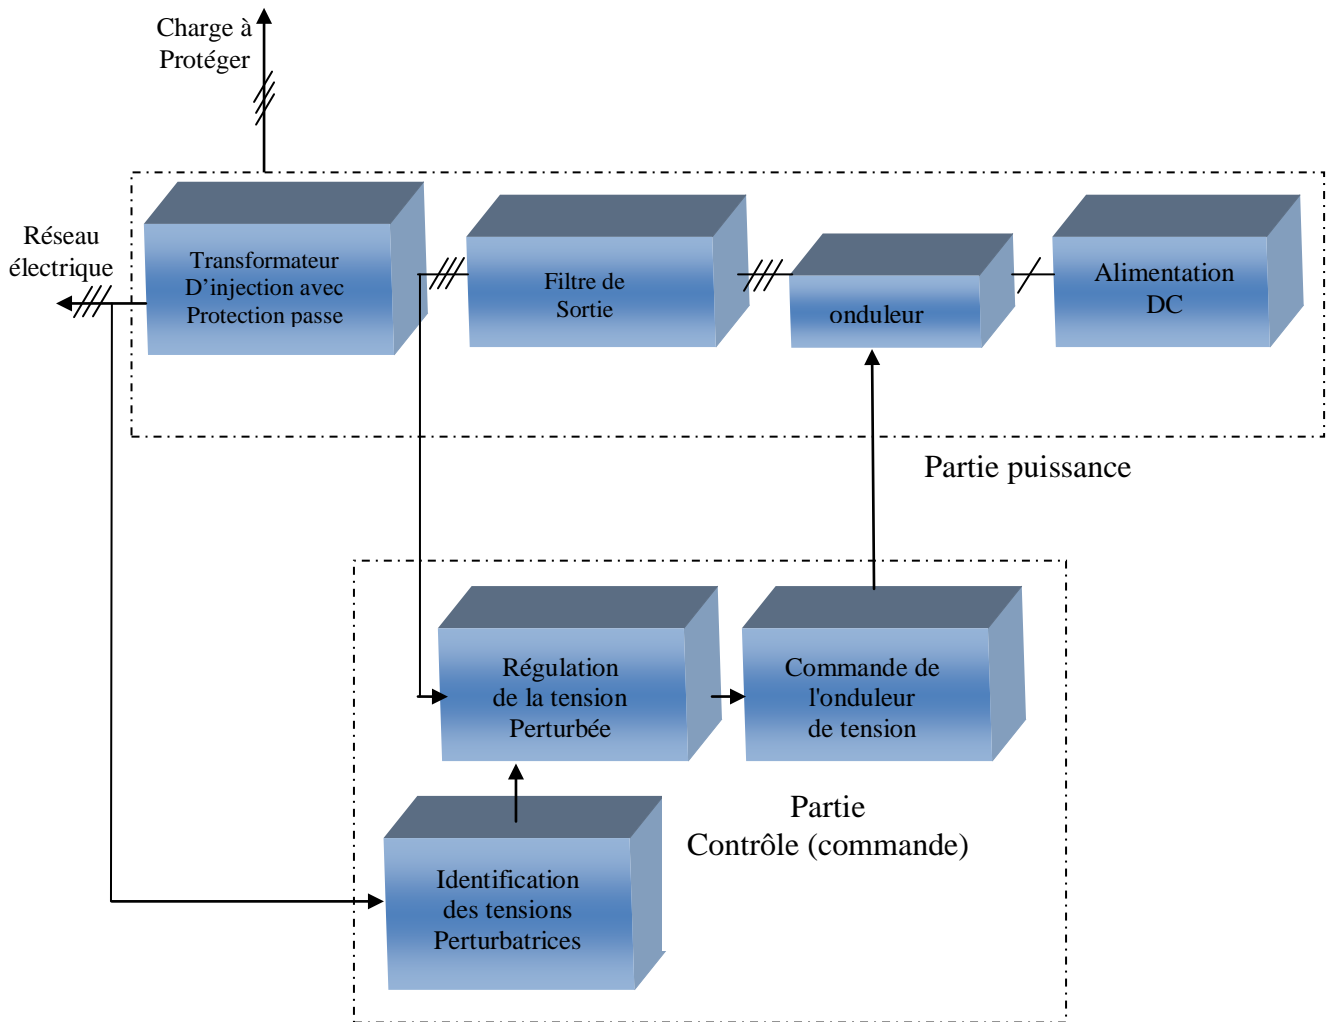 Charge à
Protéger
Réseau
électrique
Transformateur
D'injection avec
Protection passe
Filtre de
Sortie
onduleur
Alimentation
DC
Partie puissance
Régulation
de la tension
Perturbée
Commande de
l'onduleur
de tension
Partie
Contrôle (commande)
Identification
des tensions
Perturbatrices